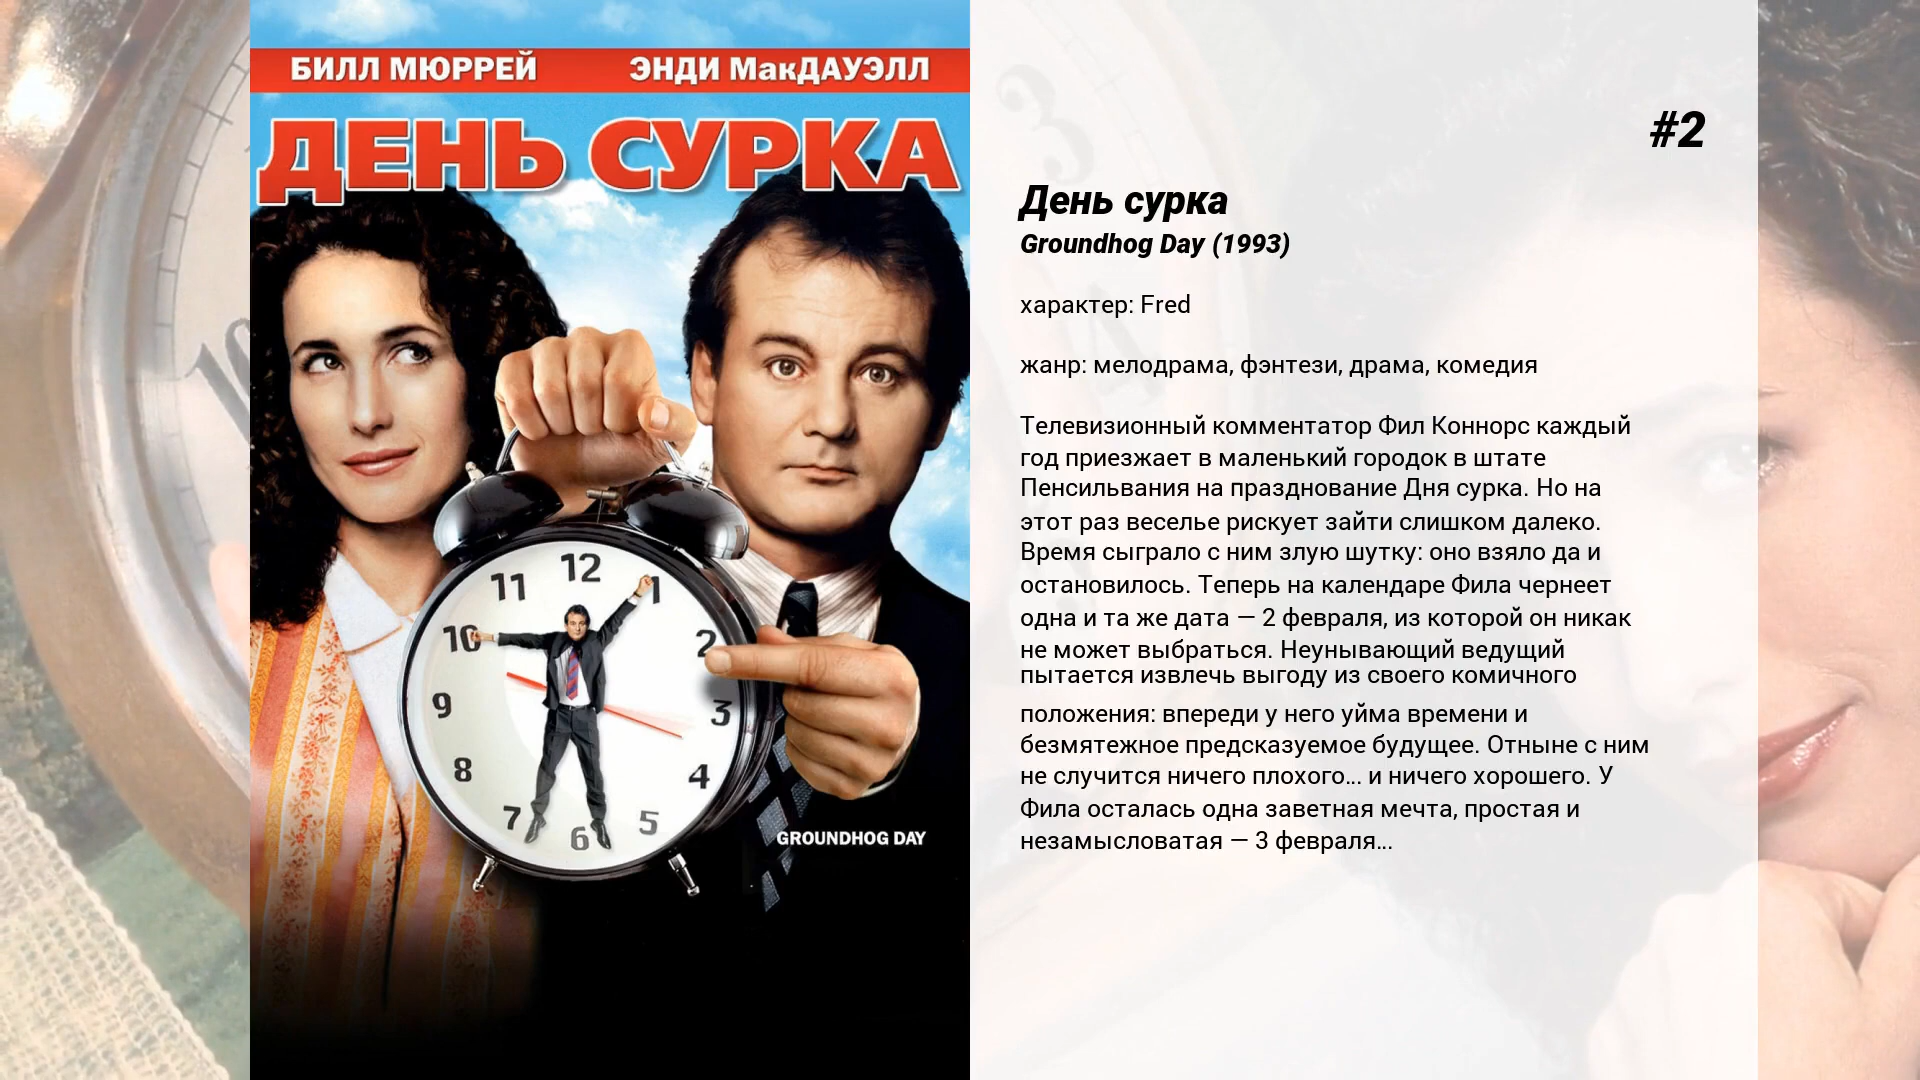 БИЛЛ МЮРРЕЙ ЭНДИ МакДАУЭЛЛ
ДЕНЬ СУРКА
12
11
1
10
2
9
3
8
4
7
5
6
GROUNDHOG DAY
#2
День сурка
Groundhog Day (1993)
характер: Fred
жанр: мелодрама, фэнтези, драма, комедия
Телевизионный комментатор Фил Коннорс каждый
год приезжает в маленький городок в штате
Пенсильвания на празднование Дня сурка. Но на
этот раз веселье рискует зайти слишком далеко.
Время сыграло с ним злую шутку: оно взяло да и
остановилось. Теперь на календаре Фила чернеет
одна и та же дата — 2 февраля, из которой он никак
не может выбраться. Неунывающий ведущий
пытается извлечь выгоду из своего комичного
положения: впереди у него уйма времени и
безмятежное предсказуемое будущее. Отныне с ним
не случится ничего плохого... и ничего хорошего. У
Фила осталась одна заветная мечта, простая и
незамысловатая — 3 февраля...